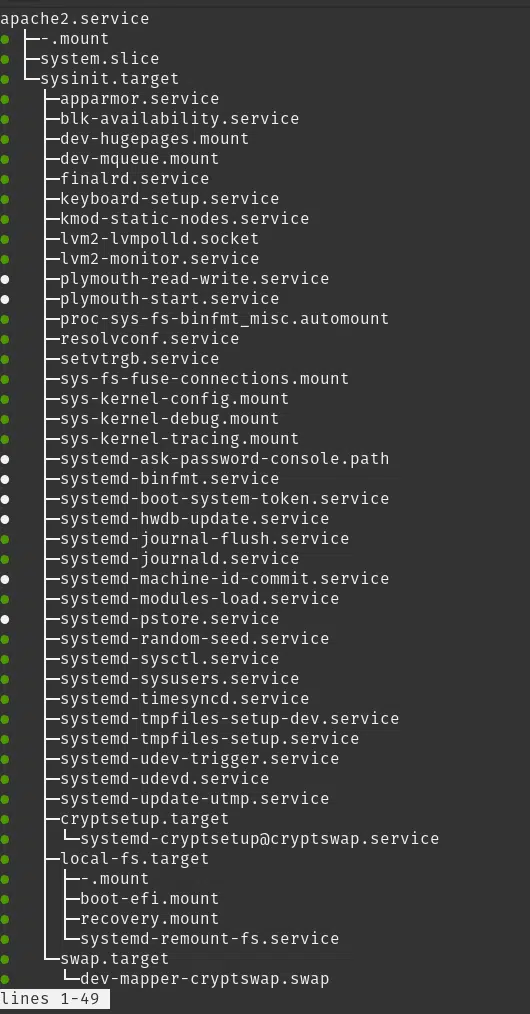 apache2.service
● ├─-.mount
● ├─system.slice
● └─sysinit.target
●   ├─apparmor.service
●   ├─blk-availability.service
●   ├─dev-hugepages.mount
●   ├─dev-mqueue.mount
●   ├─finalrd.service
●   ├─keyboard-setup.service
●   ├─kmod-static-nodes.service
●   ├─lvm2-lvmpolld.socket
●   ├─lvm2-monitor.service
●   ├─plymouth-read-write.service
●   ├─plymouth-start.service
●   ├─proc-sys-fs-binfmt_misc.automount
●   ├─resolvconf.service
●   ├─setvtrgb.service
●   ├─sys-fs-fuse-connections.mount
●   ├─sys-kernel-config.mount
●   ├─sys-kernel-debug.mount
●   ├─sys-kernel-tracing.mount
●   ├─systemd-ask-password-console.path
●   ├─systemd-binfmt.service
●   ├─systemd-boot-system-token.service
●   ├─systemd-hwdb-update.service
●   ├─systemd-journal-flush.service
●   ├─systemd-journald.service
●   ├─systemd-machine-id-commit.service
●   ├─systemd-modules-load.service
●   ├─systemd-pstore.service
●   ├─systemd-random-seed.service
●   ├─systemd-sysctl.service
●   ├─systemd-sysusers.service
●   ├─systemd-timesyncd.service
●   ├─systemd-tmpfiles-setup-dev.service
●   ├─systemd-tmpfiles-setup.service
●   ├─systemd-udev-trigger.service
●   ├─systemd-udevd.service
●   ├─systemd-update-utmp.service
●   ├─cryptsetup.target
●   │ └─systemd-cryptsetup@cryptswap.service
●   ├─local-fs.target
●   │ ├─-.mount
●   │ ├─boot-efi.mount
●   │ ├─recovery.mount
●   │ └─systemd-remount-fs.service
●   └─swap.target
●     └─dev-mapper-cryptswap.swap
lines 1-49